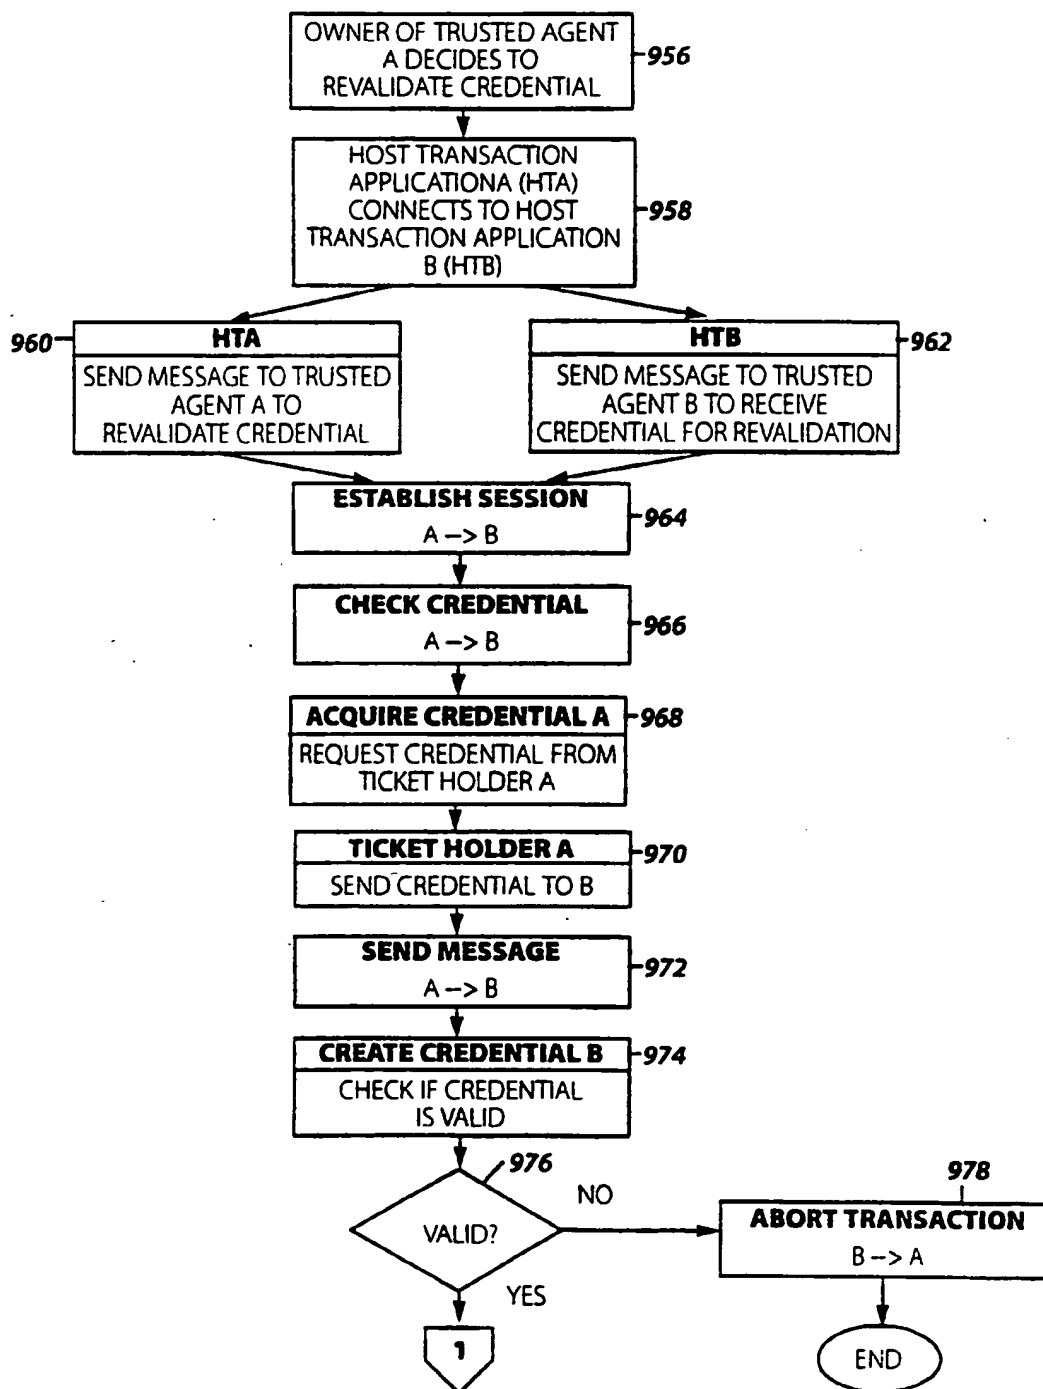 OWNER OF TRUSTED AGENT
A DECIDES TO
REVALIDATE CREDENTIAL
956
HOST TRANSACTION
APPLICATIONA (HTA)
CONNECTS TO HOST
TRANSACTION APPLICATION
B (HTB)
958
960
HTA
SEND MESSAGE TO TRUSTED
AGENT A TO
REVALIDATE CREDENTIAL
HTB
962
SEND MESSAGE TO TRUSTED
AGENT B TO RECEIVE
CREDENTIAL FOR REVALIDATION
ESTABLISH SESSION
A --> B
964
CHECK CREDENTIAL
A --> B
966
ACQUIRE CREDENTIAL A
968
REQUEST CREDENTIAL FROM
TICKET HOLDER A
TICKET HOLDER A
970
SEND CREDENTIAL TO B
SEND MESSAGE
A --> B
972
CREATE CREDENTIAL B
974
CHECK IF CREDENTIAL
IS VALID
976
VALID?
NO
YES
978
ABORT TRANSACTION
B --> A
1
END